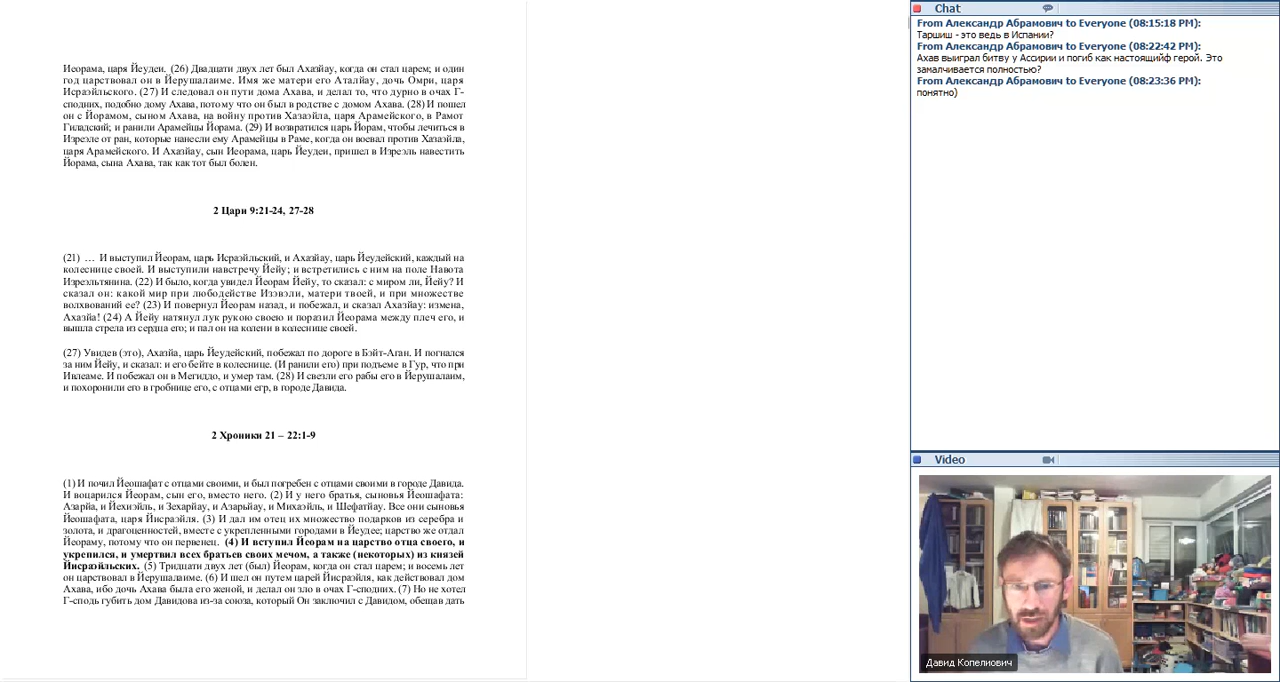 Иеорама, царя Йеудеи. (26) Двадцати двух лет был Ахазйау, когда он стал царем; и один
год царствовал он в Йерушалаиме. Имя же матери его Аталйау, дочь Омри, царя
Исраэйльского. (27) И следовал он пути дома Ахава, и делал то, что дурно в очах Г-
сподних, подобно дому Ахава, потому что он был в родстве с домом Ахава. (28) И пошел
он с Йорамом, сыном Ахава, на войну против Хазаэйла, царя Арамейского, в Рамот
Гиладский; и ранили Арамейцы Йорама. (29) И возвратился царь Йорам, чтобы лечиться в
Изреэле от ран, которые нанесли ему Арамейцы в Раме, когда он воевал против Хазаэйла,
царя Арамейского. И Ахазйау, сын Иеорама, царь Йеудеи, пришел в Изреэль навестить
Йорама, сына Ахава, так как тот был болен.
2 Цари 9:21-24, 27-28
(21) … И выступил Йеорам, царь Исраэйльский, и Ахазйау, царь Йеудейский, каждый на
колеснице своей. И выступили навстречу Йейу; и встретились с ним на поле Навота
Изреэльтянина. (22) И было, когда увидел Йеорам Йейу, то сказал: с миром ли, Йейу? И
сказал он: какой мир при любодействе Изэвэли, матери твоей, и при множестве
волхвований ее? (23) И повернул Йеорам назад, и побежал, и сказал Ахазйау: измена,
Ахазйа! (24) А Йейу натянул лук рукою своею и поразил Йеорама между плеч его, и
вышла стрела из сердца его; и пал он на колени в колеснице своей.
(27) Увидев (это), Ахазйа, царь Йеудейский, побежал по дороге в Бэйт-Аган. И погнался
за ним Йейу, и сказал: и его бейте в колеснице. (И ранили его) при подъеме в Гур, что при
Ивлеаме. И побежал он в Мегиддо, и умер там. (28) И свезли его рабы его в Йерушалаим,
и похоронили его в гробнице его, с отцами егр, в городе Давида.
2 Хроники 21 – 22:1-9
(1) И почил Йеошафат с отцами своими, и был погребен с отцами своими в городе Давида.
И воцарился Йеорам, сын его, вместо него. (2) И у него братья, сыновья Йеошафата:
Азарйа, и Йехиэйль, и Зехарйау, и Азарьйау, и Михаэйль, и Шефатйау. Все они сыновья
Йеошафата, царя Йисраэйля. (3) И дал им отец их множество подарков из серебра и
золота, и драгоценностей, вместе с укрепленными городами в Йеудее; царство же отдал
Йеораму, потому что он первенец. (4) И вступил Йеорам на царство отца своего, и
укрепился, и умертвил всех братьев своих мечом, а также (некоторых) из князей
Йисраэйльских. (5) Тридцати двух лет (был) Йеорам, когда он стал царем; и восемь лет
он царствовал в Йерушалаиме. (6) И шел он путем царей Йисраэйля, как действовал дом
Ахава, ибо дочь Ахава была его женой, и делал он зло в очах Г-сподних. (7) Но не хотел
Г-сподь губить дом Давидова из-за союза, который Он заключил с Давидом, обещав дать
Chat
From Александр Абрамович to Everyone (08:15:18 PM):
Таршиш - это ведь в Испании?
From Александр Абрамович to Everyone (08:22:42 PM):
Ахав выиграл битву у Ассирии и погиб как настоящийф герой. Это
замалчивается полностью?
From Александр Абрамович to Everyone (08:23:36 PM):
понятно)
Video
Давид Копелиович